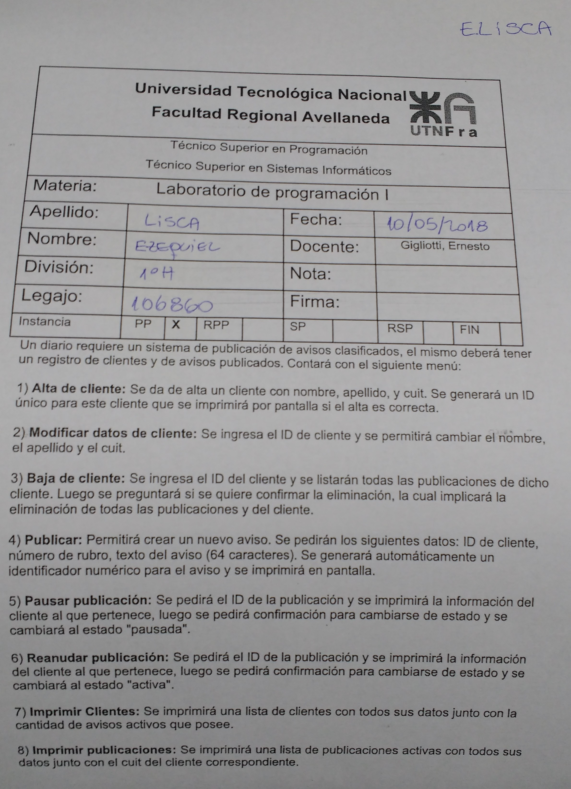 E.LISCA
Universidad Tecnológica Nacional
Facultad Regional Avellaneda
UTNFra
Técnico Superior en Programación
Técnico Superior en Sistemas Informáticos
Materia: Laboratorio de programación I
Apellido: LISCA Fecha: 10/05/2018
Nombre: EZEQUIEL Docente: Gigliotti, Ernesto
División: 1ºH Nota:
Legajo: 106860 Firma:
Instancia PP X RPP SP RSP FIN
Un diario requiere un sistema de publicación de avisos clasificados, el mismo deberá tener
un registro de clientes y de avisos publicados. Contará con el siguiente menú:
1) Alta de cliente: Se da de alta un cliente con nombre, apellido, y cuit. Se generará un ID
único para este cliente que se imprimirá por pantalla si el alta es correcta.
2) Modificar datos de cliente: Se ingresa el ID de cliente y se permitirá cambiar el nombre,
el apellido y el cuit.
3) Baja de cliente: Se ingresa el ID del cliente y se listarán todas las publicaciones de dicho
cliente. Luego se preguntará si se quiere confirmar la eliminación, la cual implicará la
eliminación de todas las publicaciones y del cliente.
4) Publicar: Permitirá crear un nuevo aviso. Se pedirán los siguientes datos: ID de cliente,
número de rubro, texto del aviso (64 caracteres). Se generará automáticamente un
identificador numérico para el aviso y se imprimirá en pantalla.
5) Pausar publicación: Se pedirá el ID de la publicación y se imprimirá la información del
cliente al que pertenece, luego se pedirá confirmación para cambiarse de estado y se
cambiará al estado "pausada".
6) Reanudar publicación: Se pedirá el ID de la publicación y se imprimirá la información
del cliente al que pertenece, luego se pedirá confirmación para cambiarse de estado y se
cambiará al estado "activa".
7) Imprimir Clientes: Se imprimirá una lista de clientes con todos sus datos junto con la
cantidad de avisos activos que posee.
8) Imprimir publicaciones: Se imprimirá una lista de publicaciones activas con todos sus
datos junto con el cuit del cliente correspondiente.